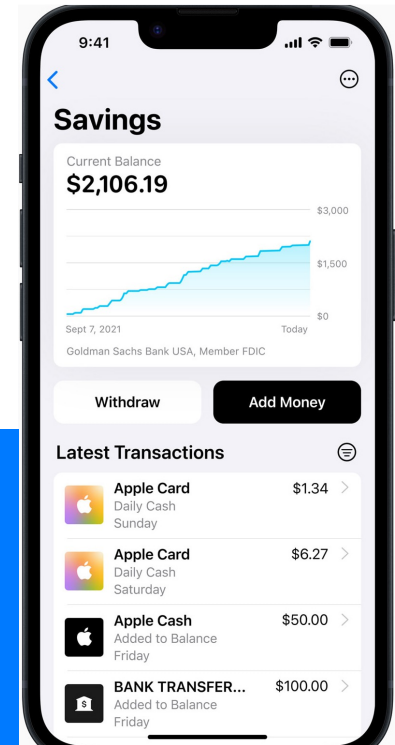 9:41
Savings
Current Balance
$2,106.19
$3,000
$1,500
$0
Sept 7, 2021 Today
Goldman Sachs Bank USA, Member FDIC
Withdraw Add Money
Latest Transactions
Apple Card $1.34
Daily Cash
Sunday
Apple Card $6.27
Daily Cash
Saturday
Apple Cash $50.00
Added to Balance
Friday
BANK TRANSFER... $100.00
Added to Balance
Friday